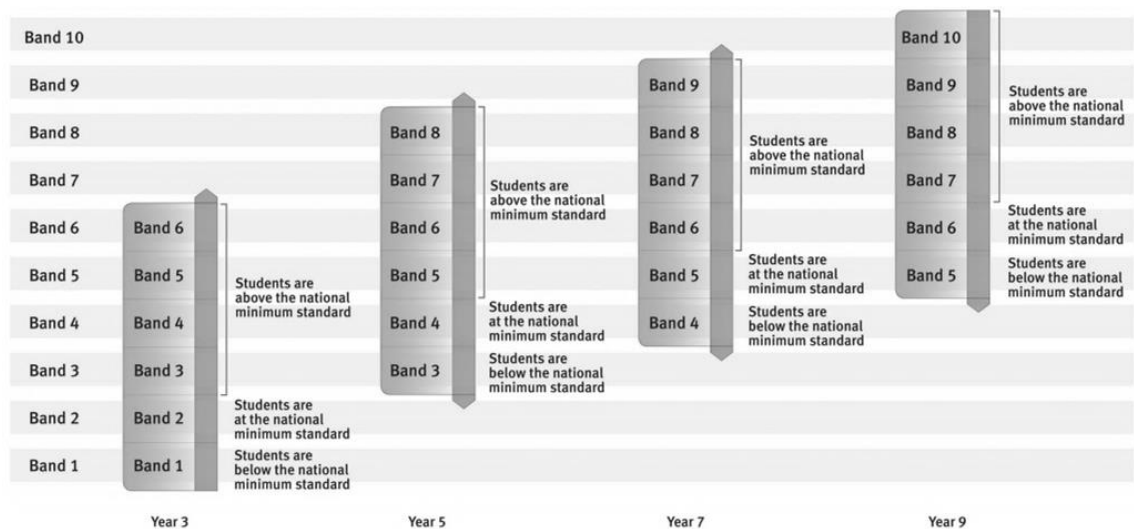 Band 10
Band 9
Band 8
Band 7
Band 6
Band 5
Band 4
Band 3
Band 2
Band 1
Band 6
Band 5
Band 4
Band 3
Band 2
Band 1
Students are
above the national
minimum standard
Students are
at the national
minimum standard
Students are
below the national
minimum standard
Year 3
Band 8
Band 7
Band 6
Band 5
Band 4
Band 3
Students are
above the national
minimum standard
Students are
at the national
minimum standard
Students are
below the national
minimum standard
Year 5
Band 9
Band 8
Band 7
Band 6
Band 5
Band 4
Students are
above the national
minimum standard
Students are
at the national
minimum standard
Students are
below the national
minimum standard
Year 7
Band 10
Band 9
Band 8
Band 7
Band 6
Band 5
Students are
above the national
minimum standard
Students are
at the national
minimum standard
Students are
below the national
minimum standard
Year 9